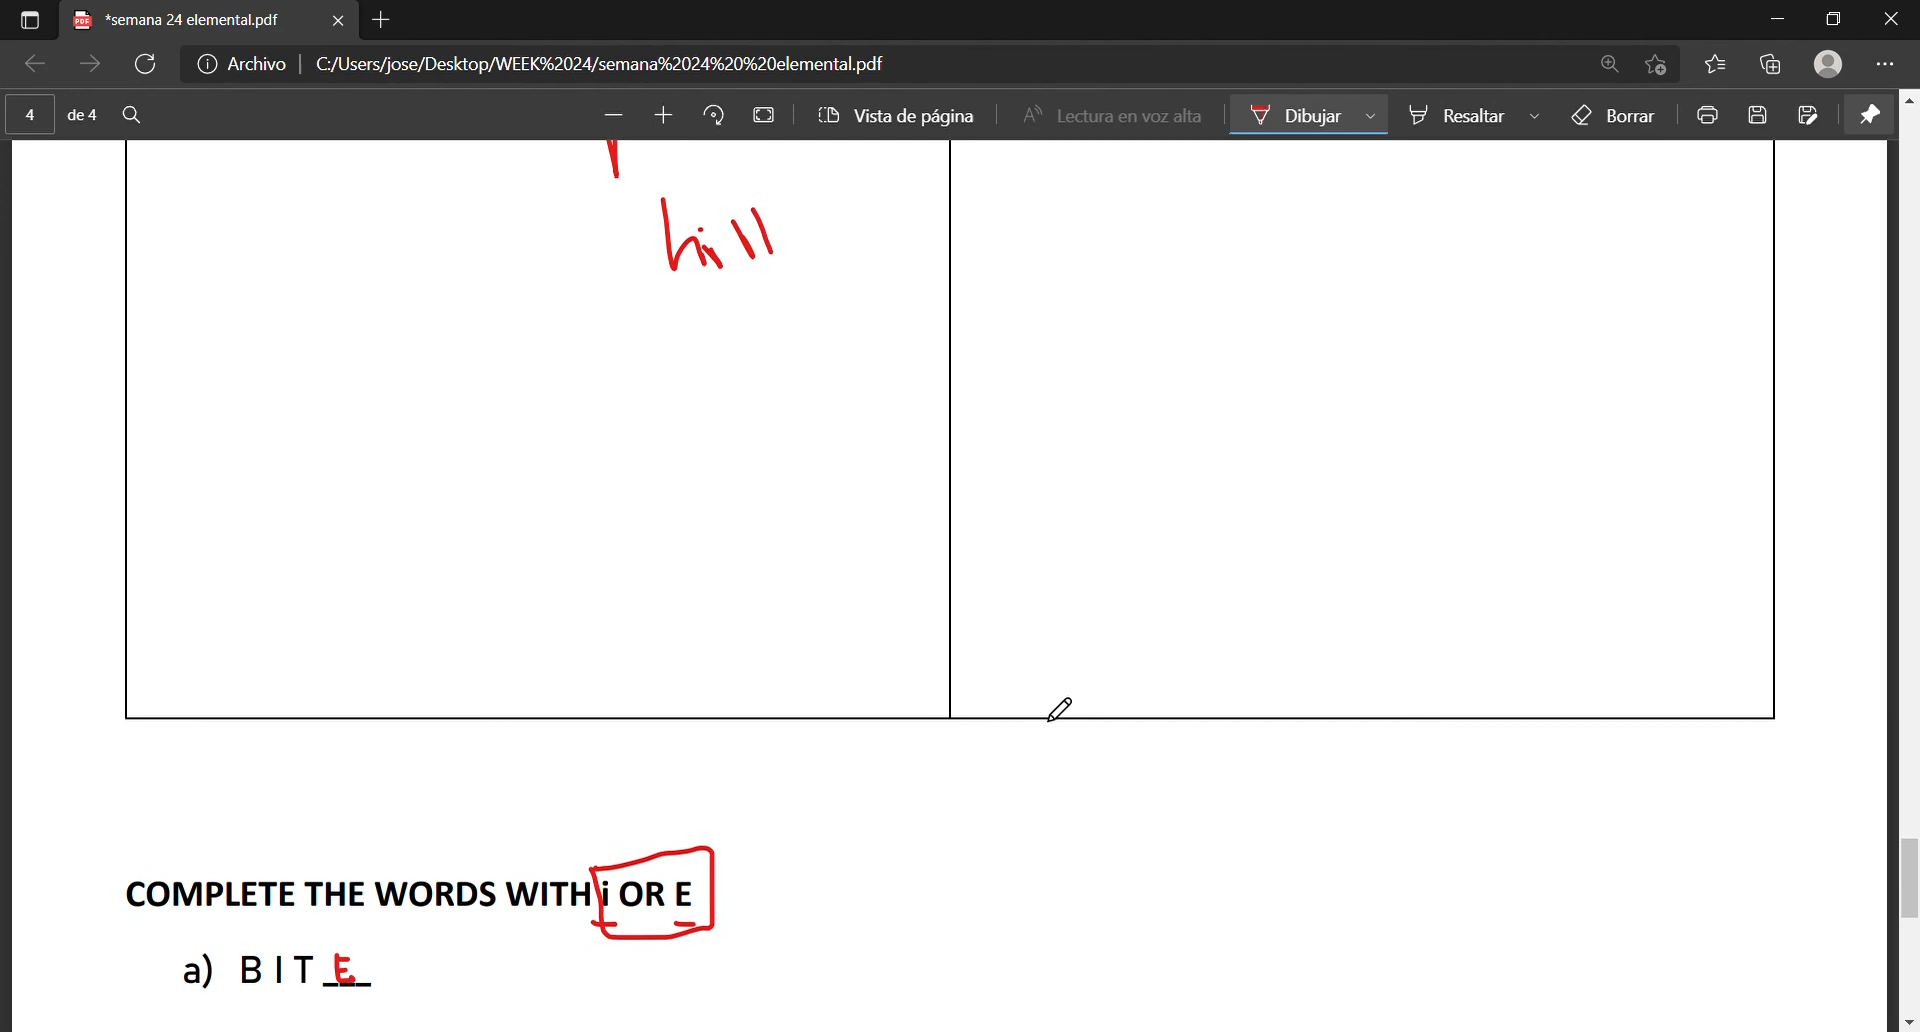 *semana 24 elemental.pdf
Archivo | C:/Users/jose/Desktop/WEEK%2024/semana%2024%20%20elemental.pdf
4 de 4 Vista de página Lectura en voz alta Dibujar Resaltar Borrar
hill
COMPLETE THE WORDS WITH i OR E
a) B I T E